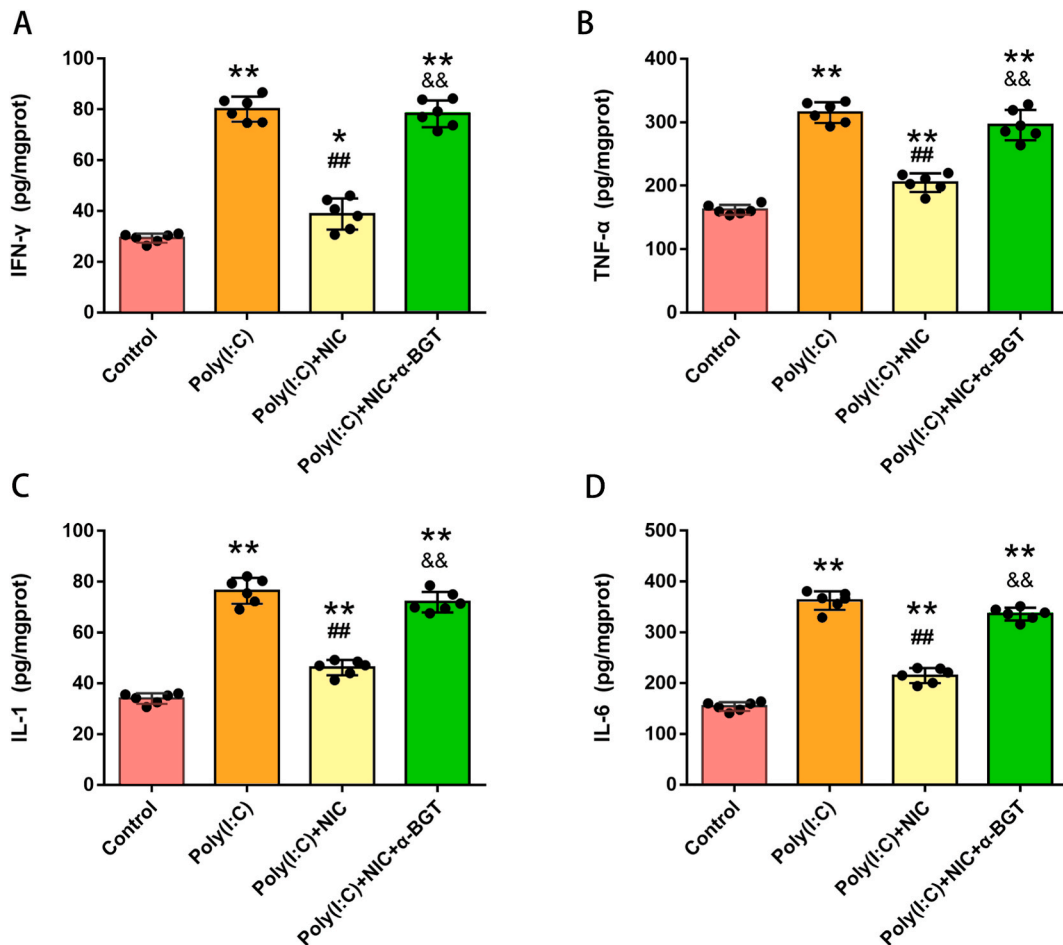 A
IFN-γ (pg/mgprot)
100
80
60
40
20
0
**
*
##
**
&&
Control
Poly(I:C)
Poly(I:C)+NIC
Poly(I:C)+NIC+α-BGT
B
TNF-α (pg/mgprot)
400
300
200
100
0
**
**
##
**
&&
Control
Poly(I:C)
Poly(I:C)+NIC
Poly(I:C)+NIC+α-BGT
C
IL-1 (pg/mgprot)
100
80
60
40
20
0
**
**
##
**
&&
Control
Poly(I:C)
Poly(I:C)+NIC
Poly(I:C)+NIC+α-BGT
D
IL-6 (pg/mgprot)
500
400
300
200
100
0
**
**
##
**
&&
Control
Poly(I:C)
Poly(I:C)+NIC
Poly(I:C)+NIC+α-BGT